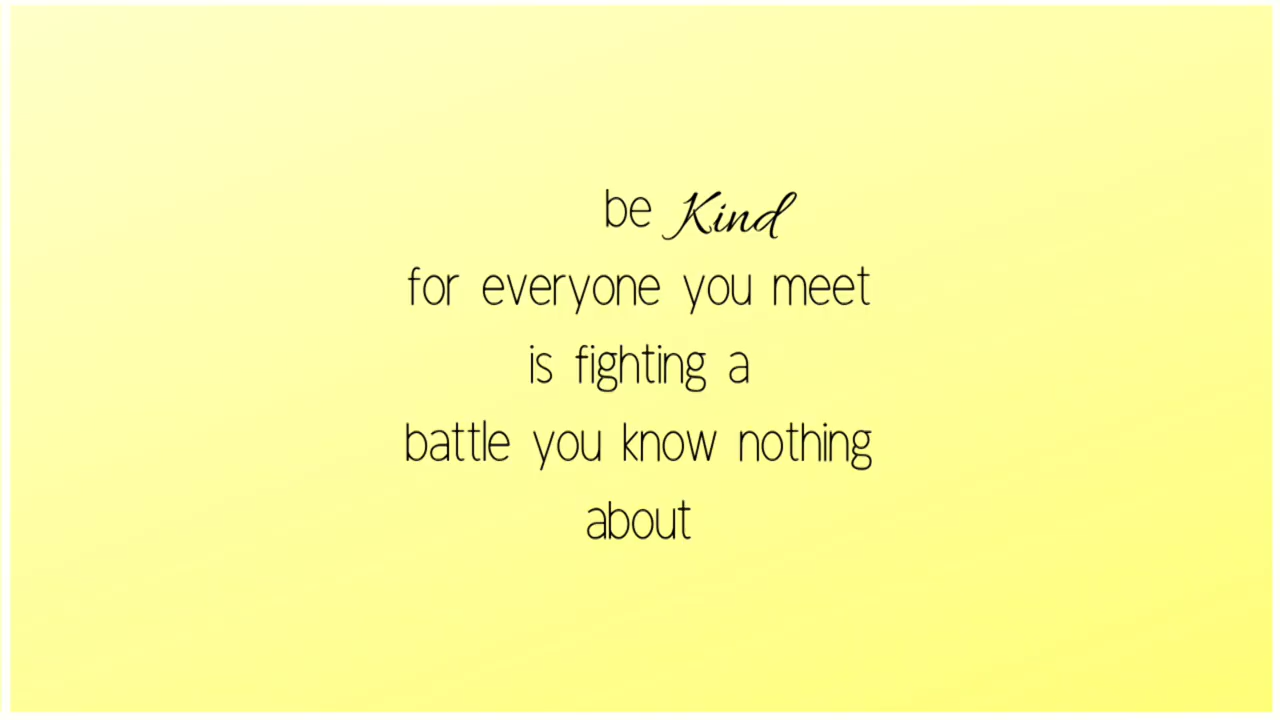 be Kind
for everyone you meet
is fighting a
battle you know nothing
about